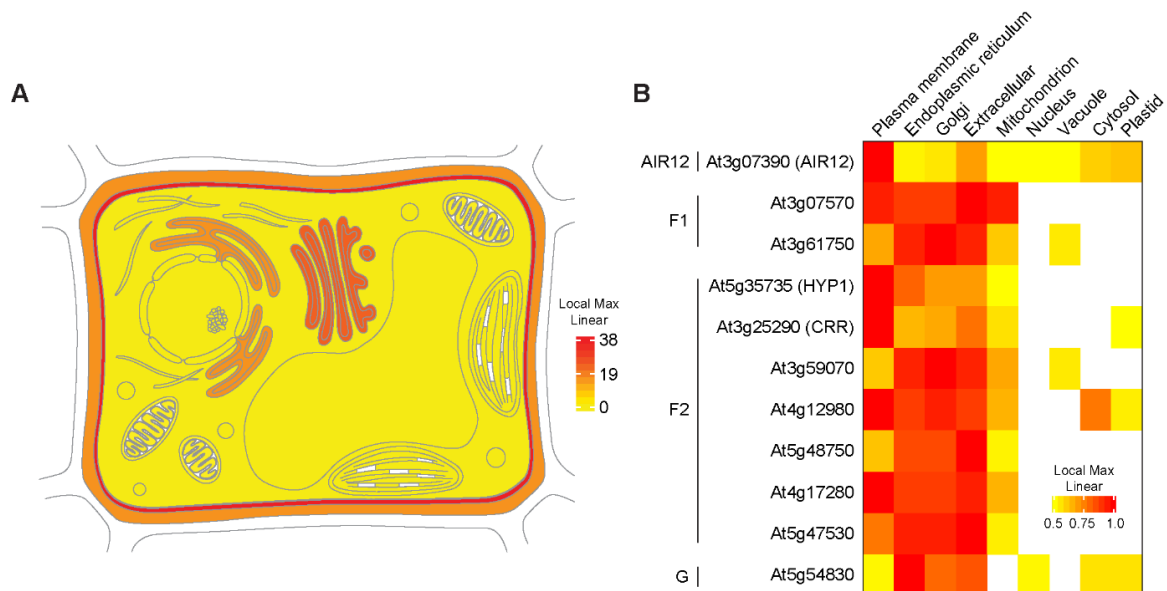 A
Local Max
Linear
38
19
0
B
Plasma membrane
Endoplasmic reticulum
Golgi
Extracellular
Mitochondrion
Nucleus
Vacuole
Cytosol
Plastid
AIR12 At3g07390 (AIR12)
F1
At3g07570
At3g61750
F2
At5g35735 (HYP1)
At3g25290 (CRR)
At3g59070
At4g12980
At5g48750
At4g17280
At5g47530
G At5g54830
Local Max
Linear
0.5 0.75 1.0